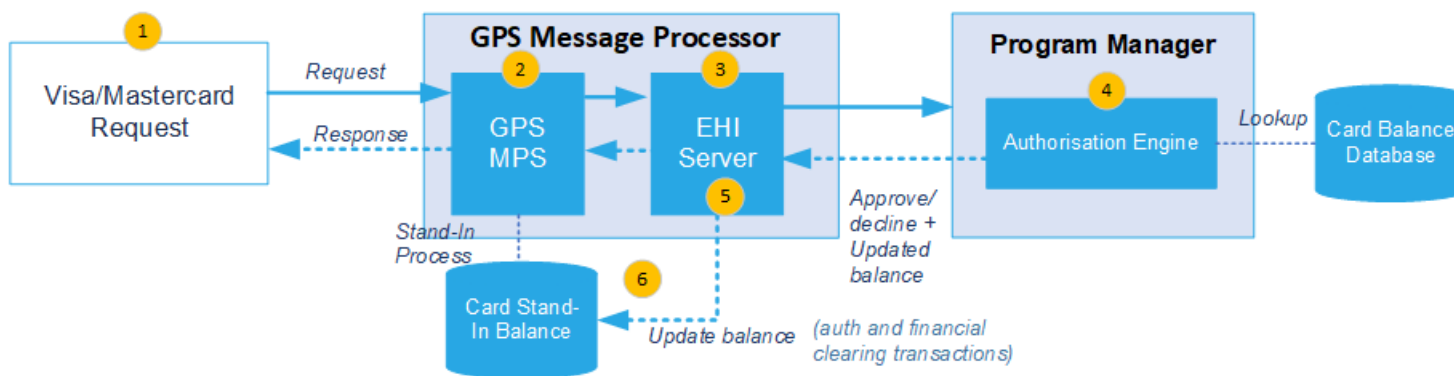 1
Visa/Mastercard
Request
Request
Response
GPS Message Processor
2
GPS
MPS
3
EHI
Server
5
Stand-In
Process
Card Stand-
In Balance
6
Update balance
(auth and financial
clearing transactions)
Approve/
decline +
Updated
balance
Program Manager
4
Authorisation Engine
Lookup
Card Balance
Database